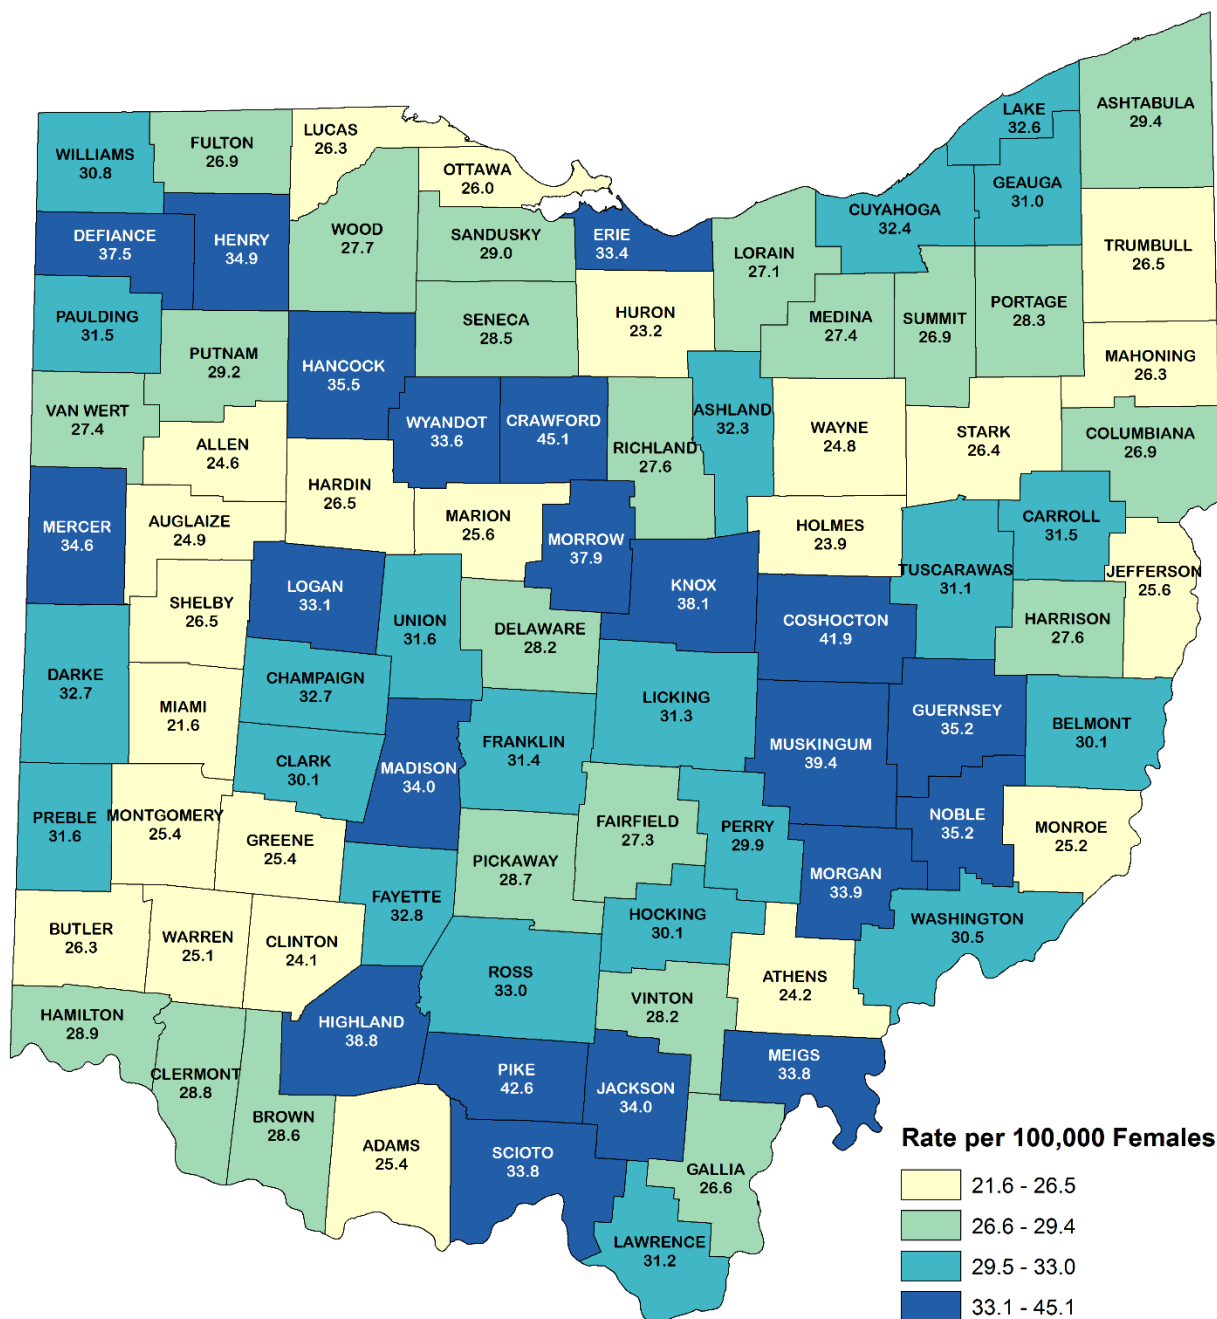 LAKE
32.6
ASHTABULA
29.4
LUCAS
26.3
FULTON
26.9
WILLIAMS
30.8
OTTAWA
26.0
GEAUGA
31.0
CUYAHOGA
32.4
DEFIANCE
37.5
HENRY
34.9
WOOD
27.7
SANDUSKY
29.0
ERIE
33.4
LORAIN
27.1
TRUMBULL
26.5
PAULDING
31.5
SENECA
28.5
HURON
23.2
MEDINA
27.4
SUMMIT
26.9
PORTAGE
28.3
PUTNAM
29.2
HANCOCK
35.5
MAHONING
26.3
VAN WERT
27.4
WYANDOT
33.6
CRAWFORD
45.1
ASHLAND
32.3
RICHLAND
27.6
WAYNE
24.8
STARK
26.4
COLUMBIANA
26.9
ALLEN
24.6
HARDIN
26.5
MERCER
34.6
AUGLAIZE
24.9
MARION
25.6
MORROW
37.9
HOLMES
23.9
CARROLL
31.5
TUSCARAWAS
31.1
JEFFERSON
25.6
LOGAN
33.1
KNOX
38.1
SHELBY
26.5
UNION
31.6
DELAWARE
28.2
COSHOCTON
41.9
HARRISON
27.6
DARKE
32.7
CHAMPAIGN
32.7
LICKING
31.3
MIAMI
21.6
GUERNSEY
35.2
BELMONT
30.1
FRANKLIN
31.4
MUSKINGUM
39.4
CLARK
30.1
MADISON
34.0
PREBLE
31.6
MONTGOMERY
25.4
GREENE
25.4
FAIRFIELD
27.3
PERRY
29.9
NOBLE
35.2
MONROE
25.2
PICKAWAY
28.7
MORGAN
33.9
FAYETTE
32.8
HOCKING
30.1
WASHINGTON
30.5
BUTLER
26.3
WARREN
25.1
CLINTON
24.1
ROSS
33.0
ATHENS
24.2
VINTON
28.2
HAMILTON
28.9
HIGHLAND
38.8
MEIGS
33.8
CLERMONT
28.8
PIKE
42.6
JACKSON
34.0
BROWN
28.6
ADAMS
25.4
SCIOTO
33.8
GALLIA
26.6
LAWRENCE
31.2
Rate per 100,000 Females
21.6 - 26.5
26.6 - 29.4
29.5 - 33.0
33.1 - 45.1